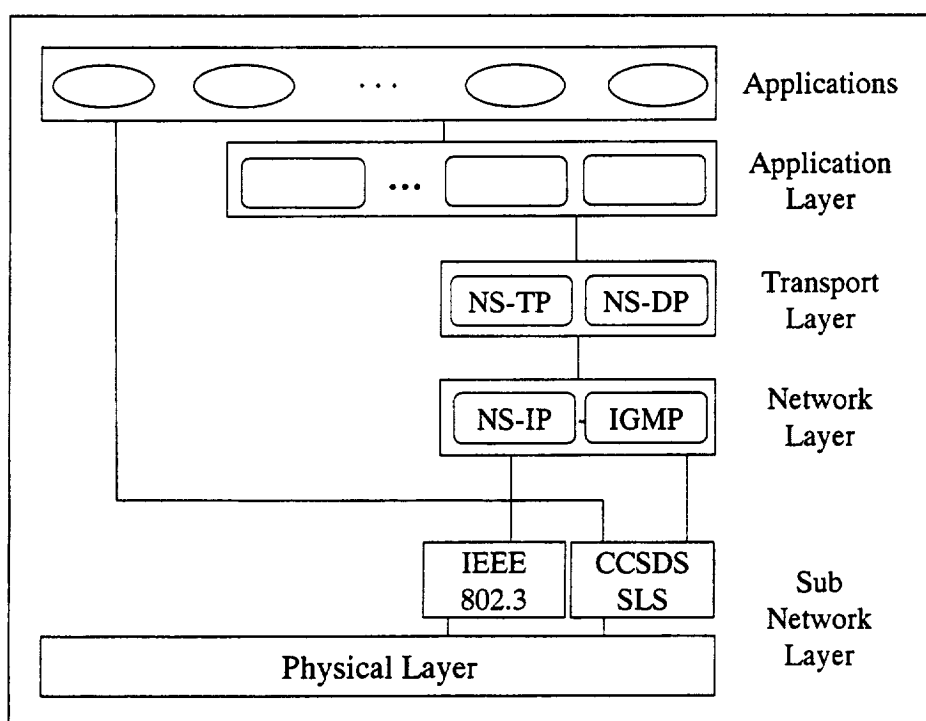 Applications
Application
Layer
NS-TP
NS-DP
Transport
Layer
NS-IP
IGMP
Network
Layer
IEEE
802.3
CCSDS
SLS
Sub
Network
Layer
Physical Layer